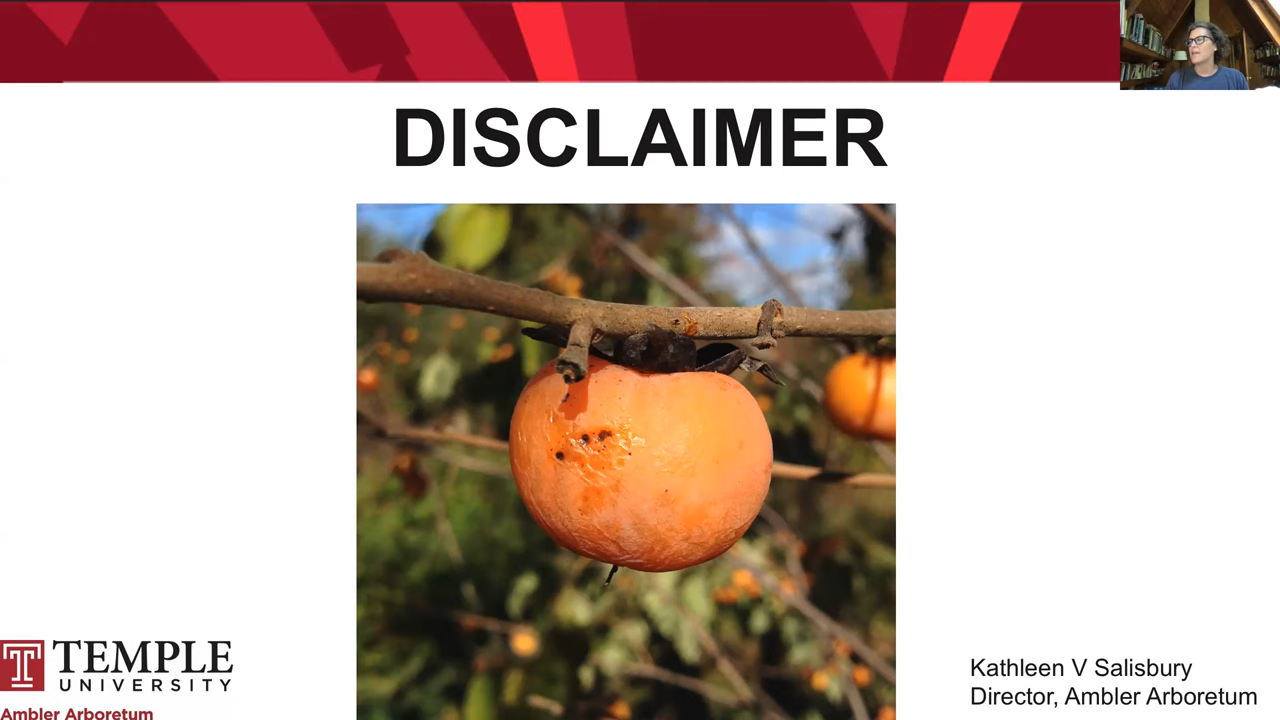 DISCLAIMER
TEMPLE
UNIVERSITY
Ambler Arboretum
Kathleen V Salisbury
Director, Ambler Arboretum